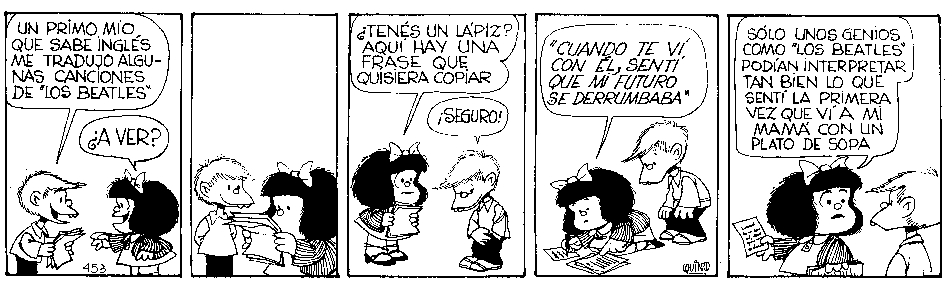 UN PRIMO MÍO
QUE SABE INGLÉS
ME TRADUJO ALGU-
NAS CANCIONES
DE "LOS BEATLES"
¿A VER?
453
¿TENÉS UN LÁPIZ?
AQUÍ HAY UNA
FRASE QUE
QUISIERA COPIAR
¡SEGURO!
"CUANDO TE VÍ
CON ÉL, SENTÍ
QUE MI FUTURO
SE DERRUMBABA"
QUINO
SÓLO UNOS GENIOS
COMO "LOS BEATLES"
PODÍAN INTERPRETAR
TAN BIEN LO QUE
SENTÍ LA PRIMERA
VEZ QUE VÍ A MI
MAMÁ CON UN
PLATO DE SOPA